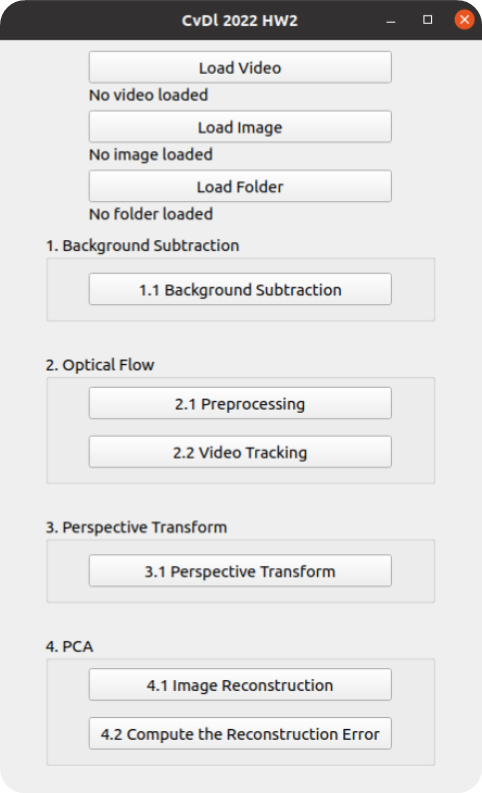 CvDl 2022 HW2
Load Video
No video loaded
Load Image
No image loaded
Load Folder
No folder loaded
1. Background Subtraction
1.1 Background Subtraction
2. Optical Flow
2.1 Preprocessing
2.2 Video Tracking
3. Perspective Transform
3.1 Perspective Transform
4. PCA
4.1 Image Reconstruction
4.2 Compute the Reconstruction Error